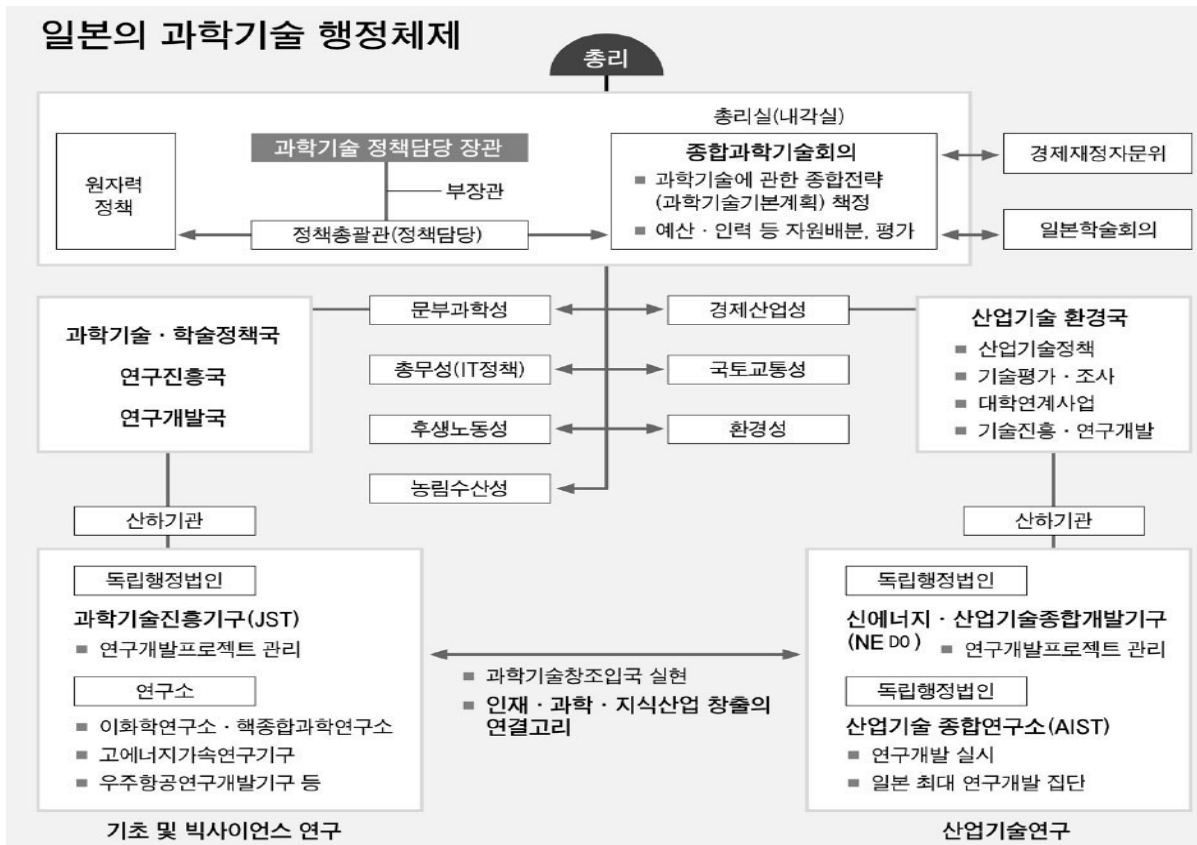 일본의 과학기술 행정체제
총리
총리실(내각실)
원자력
정책
과학기술 정책담당 장관
부장관
정책총괄관(정책담당)
종합과학기술회의
■ 과학기술에 관한 종합전략
(과학기술기본계획) 책정
■ 예산 · 인력 등 자원배분, 평가
경제재정자문위
일본학술회의
과학기술 · 학술정책국
연구진흥국
연구개발국
문부과학성
경제산업성
총무성(IT정책)
국토교통성
후생노동성
환경성
농림수산성
산업기술 환경국
■ 산업기술정책
■ 기술평가 · 조사
■ 대학연계사업
■ 기술진흥 · 연구개발
산하기관
산하기관
독립행정법인
과학기술진흥기구(JST)
■ 연구개발프로젝트 관리
연구소
■ 이화학연구소 · 핵종합과학연구소
■ 고에너지가속연구기구
■ 우주항공연구개발기구 등
기초 및 빅사이언스 연구
■ 과학기술창조입국 실현
■ 인재 · 과학 · 지식산업 창출의
연결고리
독립행정법인
신에너지 · 산업기술종합개발기구
(NEDO) ■ 연구개발프로젝트 관리
독립행정법인
산업기술 종합연구소(AIST)
■ 연구개발 실시
■ 일본 최대 연구개발 집단
산업기술연구